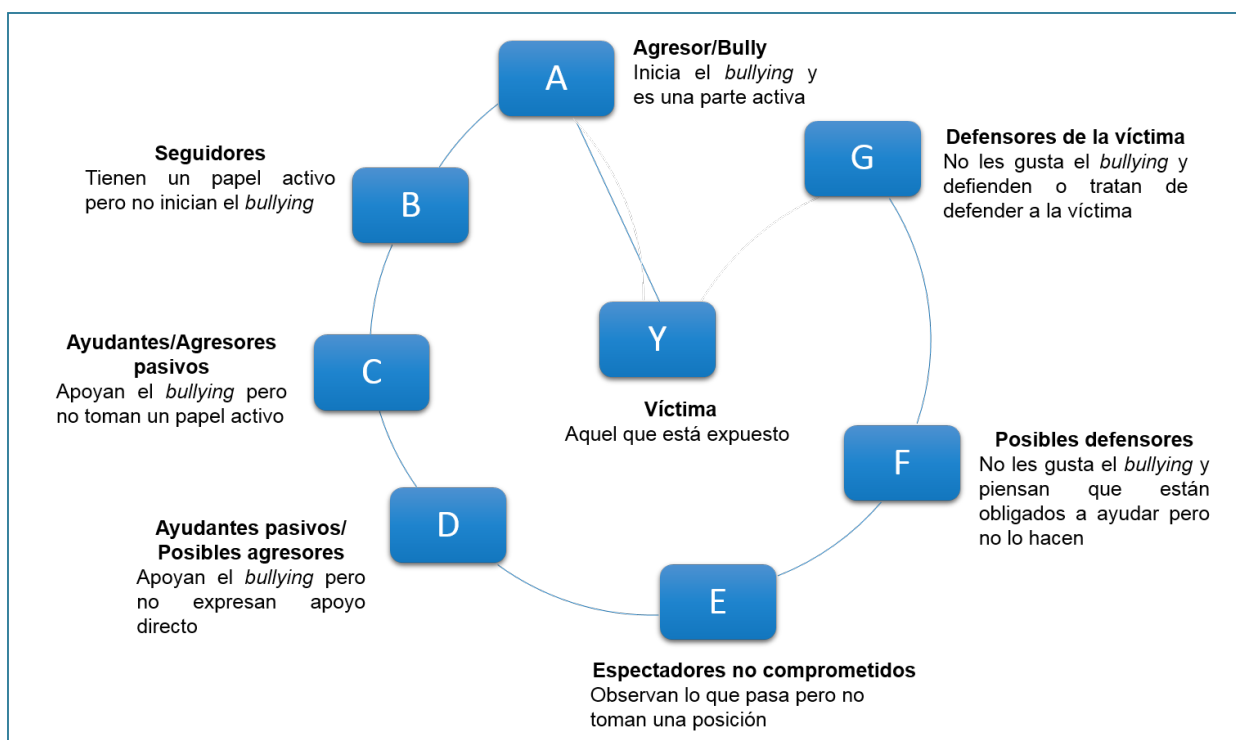 A
Agresor/Bully
Inicia el bullying y
es una parte activa
B
Seguidores
Tienen un papel activo
pero no inician el bullying
C
Ayudantes/Agresores
pasivos
Apoyan el bullying pero
no toman un papel activo
D
Ayudantes pasivos/
Posibles agresores
Apoyan el bullying pero
no expresan apoyo
directo
E
Espectadores no comprometidos
Observan lo que pasa pero no
toman una posición
F
Posibles defensores
No les gusta el bullying y
piensan que están
obligados a ayudar pero
no lo hacen
G
Defensores de la víctima
No les gusta el bullying y
defienden o tratan de
defender a la víctima
Y
Víctima
Aquel que está expuesto